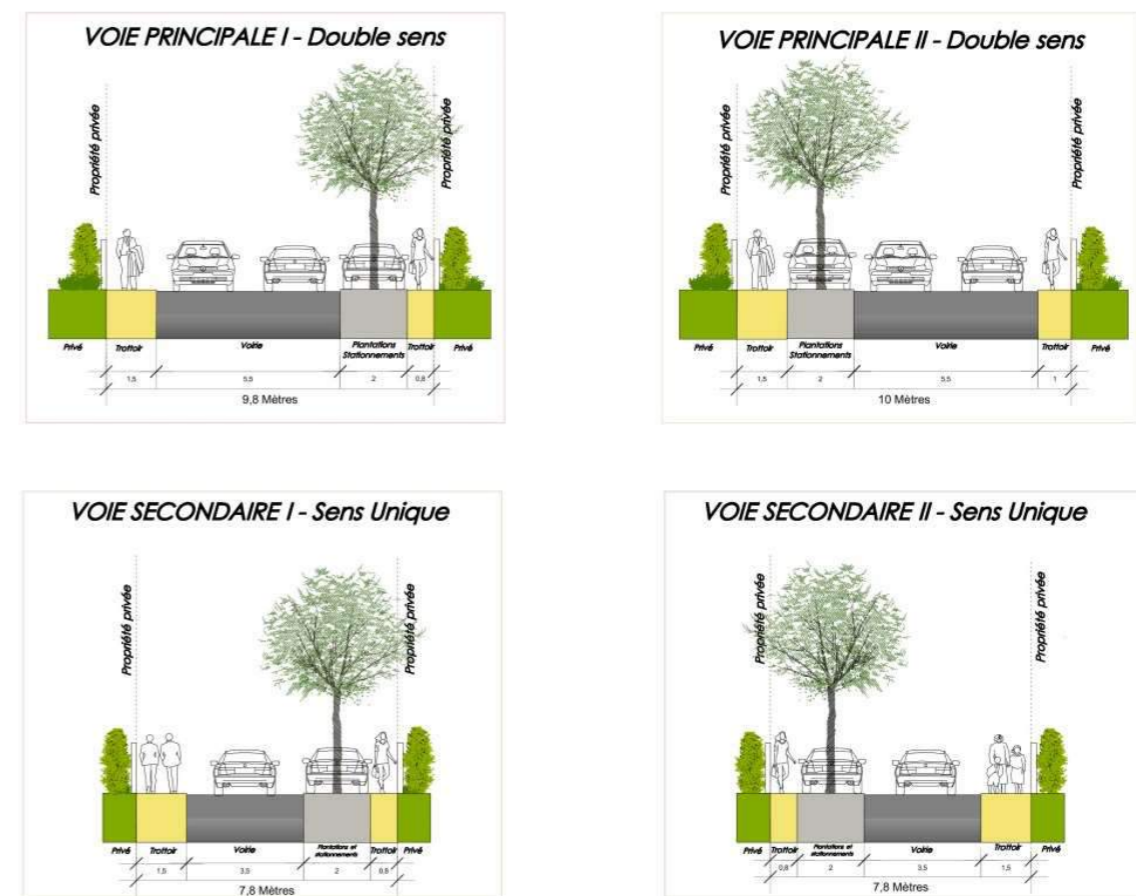 VOIE PRINCIPALE I - Double sens
Propriété privée
Propriété privée
Privé Trottoir Voirie Plantations Trottoir Privé
Stationnements
1,5 5,5 2 0,8
9,8 Mètres
VOIE PRINCIPALE II - Double sens
Propriété privée
Propriété privée
Privé Trottoir Plantations Voirie Trottoir Privé
Stationnements
1,5 2 5,5 1
10 Mètres
VOIE SECONDAIRE I - Sens Unique
Propriété privée
Propriété privée
Privé Trottoir Voirie Plantations et Trottoir Privé
stationnements
1,5 3,5 2 0,8
7,8 Mètres
VOIE SECONDAIRE II - Sens Unique
Propriété privée
Propriété privée
Privé Trottoir Plantations et Voirie Trottoir Privé
stationnements
0,8 2 3,5 1,5
7,8 Mètres